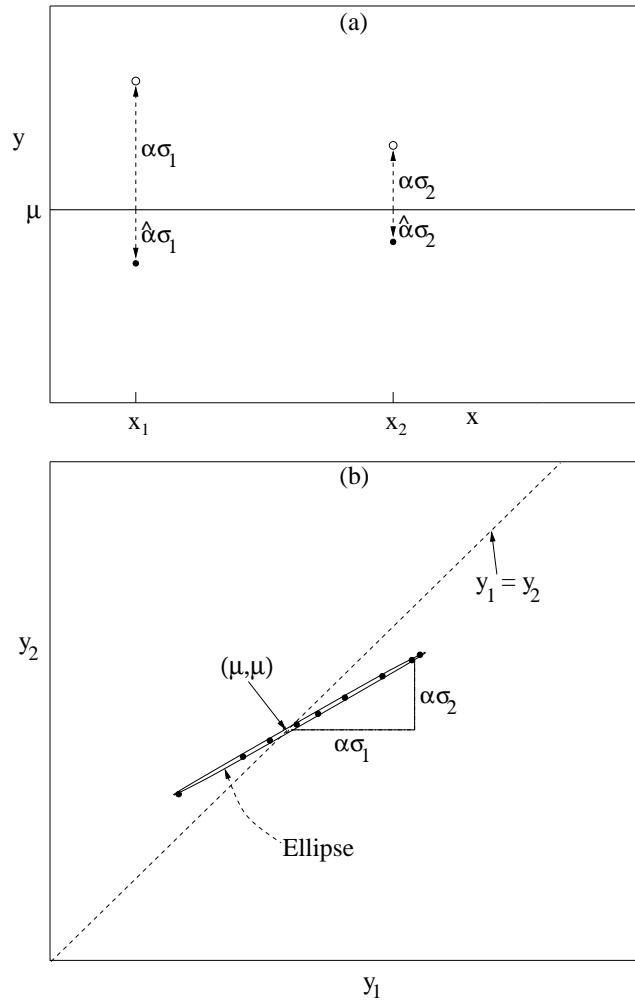 (a)
y
ασ₁
ασ₂
μ
α̂σ₁
α̂σ₂
x₁
x₂
x
(b)
y₁ = y₂
y₂
(μ,μ)
ασ₂
ασ₁
Ellipse
y₁